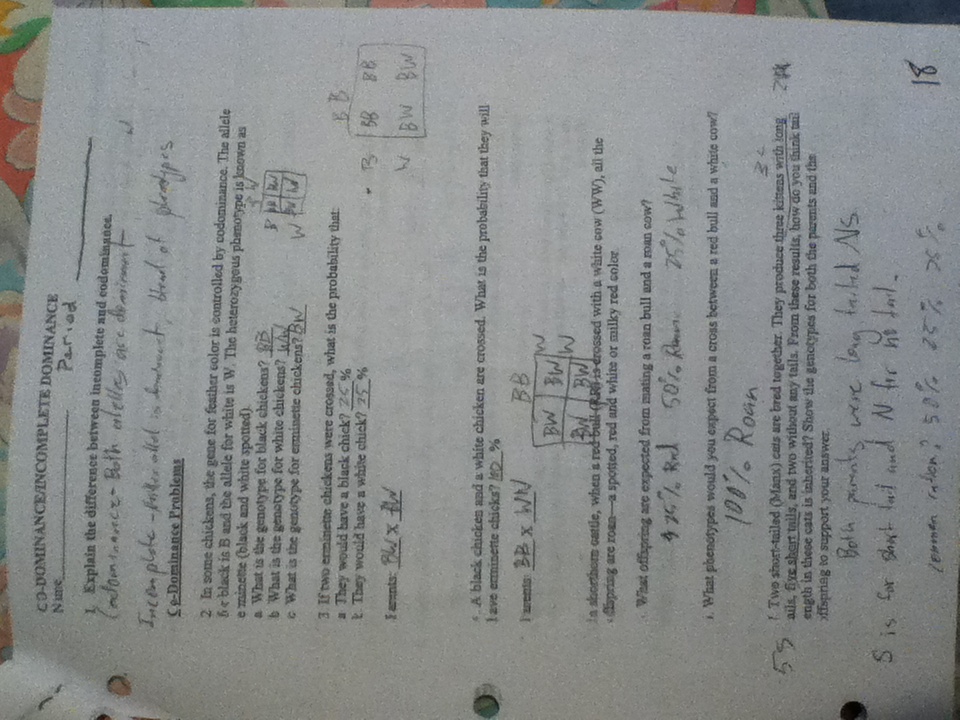 CO-DOMINANCE/INCOMPLETE DOMINANCE
Name Period
1. Explain the difference between incomplete and codominance.
Codominance - Both alleles are dominant
Incomplete - Neither allel is dominant, blend of phenotypes
Co-Dominance Problems
2 In some chickens, the gene for feather color is controlled by codominance. The allele
for black is B and the allele for white is W. The heterozygous phenotype is known as
erminette (black and white spotted).
a What is the genotype for black chickens? BB
b What is the genotype for white chickens? WW
c What is the genotype for erminette chickens? BW
B W
B BB BW
W BW WW
3. If two erminette chickens were crossed, what is the probability that:
a They would have a black chick? 25 %
b. They would have a white chick? 25 %
Parents: BW X BW
B B
B BB BB
W BW BW
A black chicken and a white chicken are crossed. What is the probability that they will
have erminette chicks? 100 %
Parents: BB X WW
BB
BW BW W
BW BW W
In shorthorn cattle, when a red bull (RR) is crossed with a white cow (WW), all the
offspring are roan—a spotted, red and white or milky red color.
What offspring are expected from mating a roan bull and a roan cow?
25% Red 50% Roan 25% White
What phenotypes would you expect from a cross between a red bull and a white cow?
100% Roan
5S 3L
Two short-tailed (Manx) cats are bred together. They produce three kittens with long
tails, five short tails, and two without any tails. From these results, how do you think tail
length in these cats is inherited? Show the genotypes for both the parents and the
offspring to support your answer.
Both parents were long tailed NS
S is for short tail and N for no tail.
50% 25% 25%
18